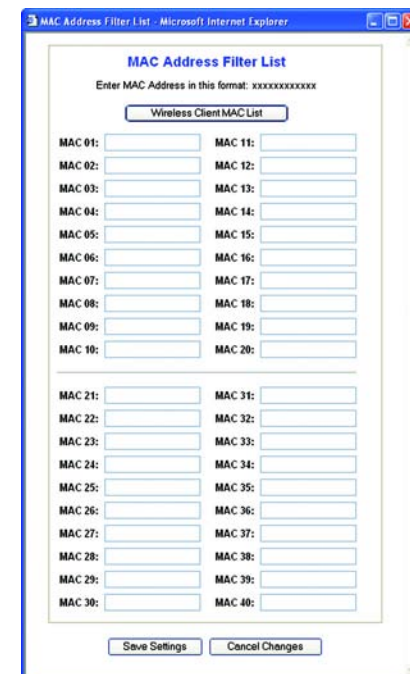 MAC Address Filter List - Microsoft Internet Explorer
MAC Address Filter List
Enter MAC Address in this format: xxxxxxxxxxxx
Wireless Client MAC List
MAC 01: MAC 11:
MAC 02: MAC 12:
MAC 03: MAC 13:
MAC 04: MAC 14:
MAC 05: MAC 15:
MAC 06: MAC 16:
MAC 07: MAC 17:
MAC 08: MAC 18:
MAC 09: MAC 19:
MAC 10: MAC 20:
MAC 21: MAC 31:
MAC 22: MAC 32:
MAC 23: MAC 33:
MAC 24: MAC 34:
MAC 25: MAC 35:
MAC 26: MAC 36:
MAC 27: MAC 37:
MAC 28: MAC 38:
MAC 29: MAC 39:
MAC 30: MAC 40:
Save Settings Cancel Changes